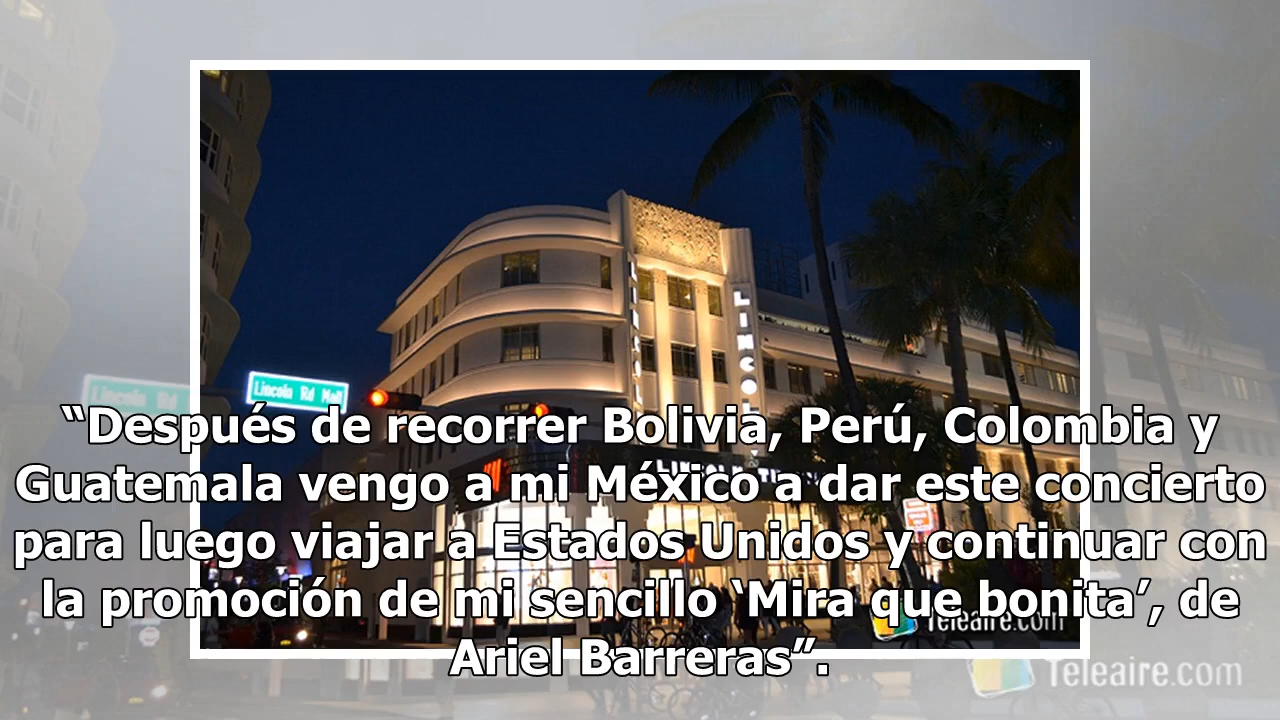 LINCOL
Lincoln Rd Mall
“Después de recorrer Bolivia, Perú, Colombia y
Guatemala vengo a mi México a dar este concierto
para luego viajar a Estados Unidos y continuar con
la promoción de mi sencillo ‘Mira que bonita’, de
Ariel Barreras”.
Teleaire.com
Teleaire.com